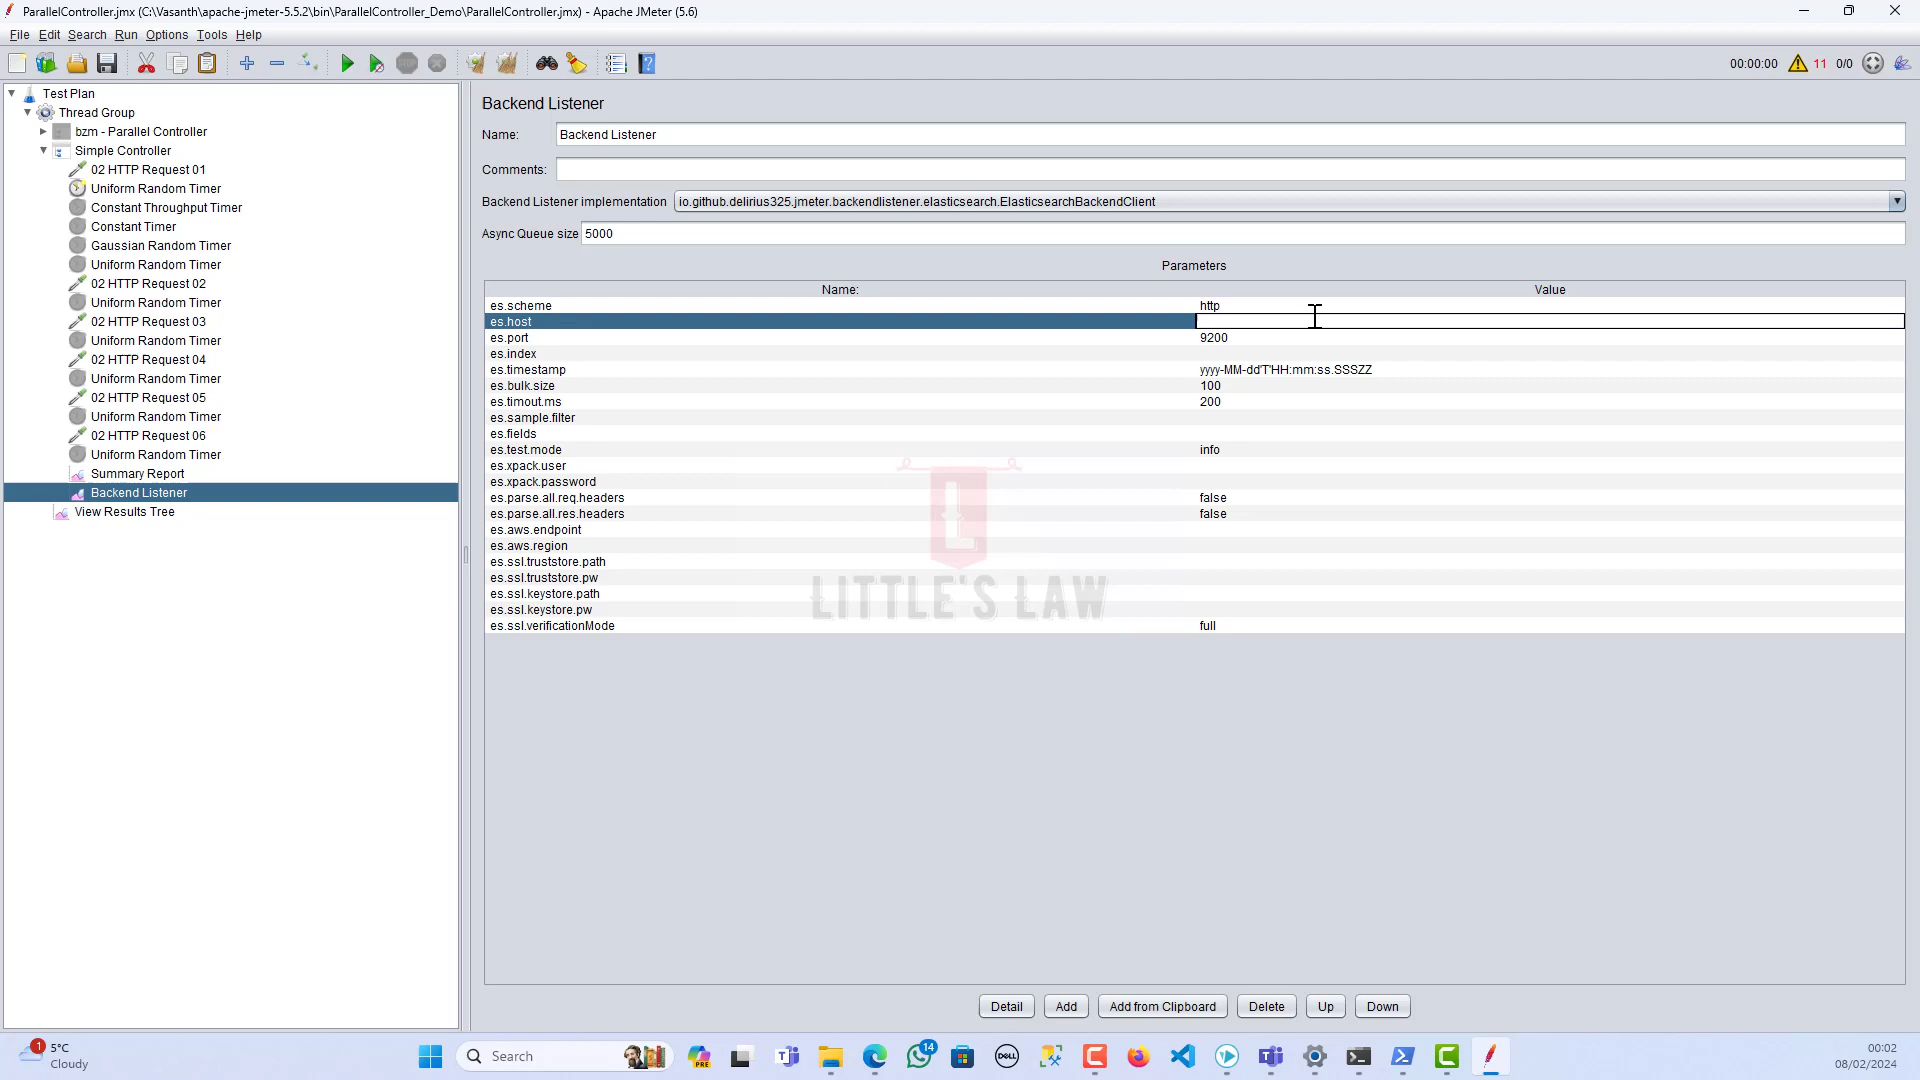 ParallelController.jmx (C:\Vasanth\apache-jmeter-5.5.2\bin\ParallelController_Demo\ParallelController.jmx) - Apache JMeter (5.6)
File Edit Search Run Options Tools Help
00:00:00 11 0/0
Test Plan
Thread Group
bzm - Parallel Controller
Simple Controller
02 HTTP Request 01
Uniform Random Timer
Constant Throughput Timer
Constant Timer
Gaussian Random Timer
Uniform Random Timer
02 HTTP Request 02
Uniform Random Timer
02 HTTP Request 03
Uniform Random Timer
02 HTTP Request 04
Uniform Random Timer
02 HTTP Request 05
Uniform Random Timer
02 HTTP Request 06
Uniform Random Timer
Summary Report
Backend Listener
View Results Tree
Backend Listener
Name: Backend Listener
Comments:
Backend Listener implementation io.github.delirius325.jmeter.backendlistener.elasticsearch.ElasticsearchBackendClient
Async Queue size 5000
Parameters
Name: Value
es.scheme http
es.host
es.port 9200
es.index
es.timestamp yyyy-MM-dd'T'HH:mm:ss.SSSZZ
es.bulk.size 100
es.timout.ms 200
es.sample.filter
es.fields
es.test.mode info
es.xpack.user
es.xpack.password
es.parse.all.req.headers false
es.parse.all.res.headers false
es.aws.endpoint
es.aws.region
es.ssl.truststore.path
es.ssl.truststore.pw
es.ssl.keystore.path
es.ssl.keystore.pw
es.ssl.verificationMode full
L
LITTLE'S LAW
Detail Add Add from Clipboard Delete Up Down
1
5°C
Cloudy
Search
PRE
14
DELL
00:02
08/02/2024